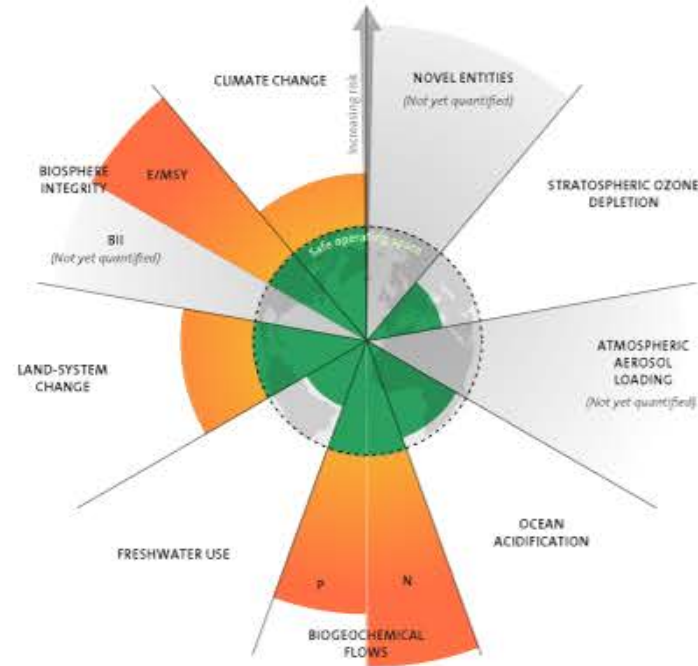 CLIMATE CHANGE
Increasing risk
NOVEL ENTITIES
(Not yet quantified)
STRATOSPHERIC OZONE
DEPLETION
ATMOSPHERIC
AEROSOL
LOADING
(Not yet quantified)
OCEAN
ACIDIFICATION
N
P
BIOGEOCHEMICAL
FLOWS
FRESHWATER USE
LAND-SYSTEM
CHANGE
BII
(Not yet quantified)
BIOSPHERE
INTEGRITY
E/MSY
Safe operating space